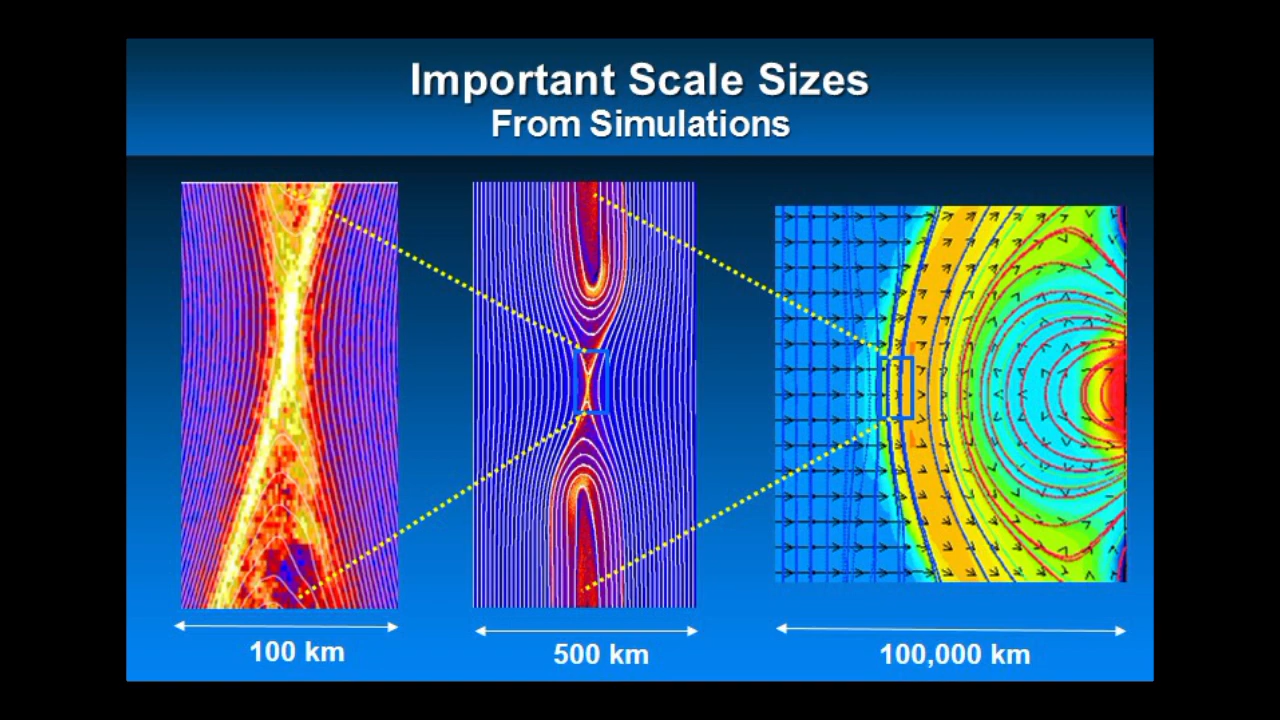 Important Scale Sizes
From Simulations
100 km
500 km
100,000 km